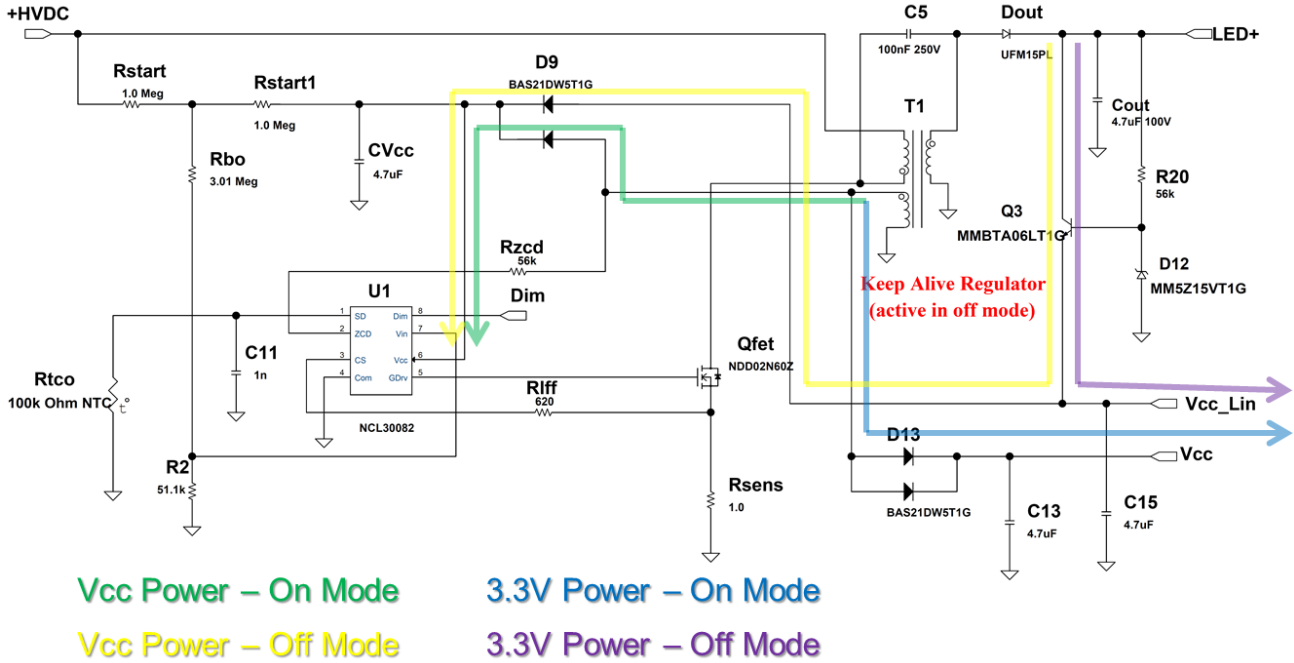 +HVDC
C5
Dout
100nF 250V
UFM15PL
LED+
Rstart
1.0 Meg
Rstart1
1.0 Meg
D9
BAS21DW5T1G
T1
Cout
4.7uF 100V
Rbo
3.01 Meg
CVcc
4.7uF
R20
56k
Q3
MMBTA06LT1G
Rzcd
56k
D12
MM5Z15VT1G
Keep Alive Regulator
(active in off mode)
U1
Dim
1 SD Dim 8
2 ZCD Vin 7
3 CS Vcc 6
4 Com GDrv 5
NCL30082
C11
1n
Rtco
100k Ohm NTC
t°
Qfet
NDD02N60Z
Rlff
620
Vcc_Lin
D13
BAS21DW5T1G
Vcc
R2
51.1k
Rsens
1.0
C13
4.7uF
C15
4.7uF
Vcc Power – On Mode
3.3V Power – On Mode
Vcc Power – Off Mode
3.3V Power – Off Mode